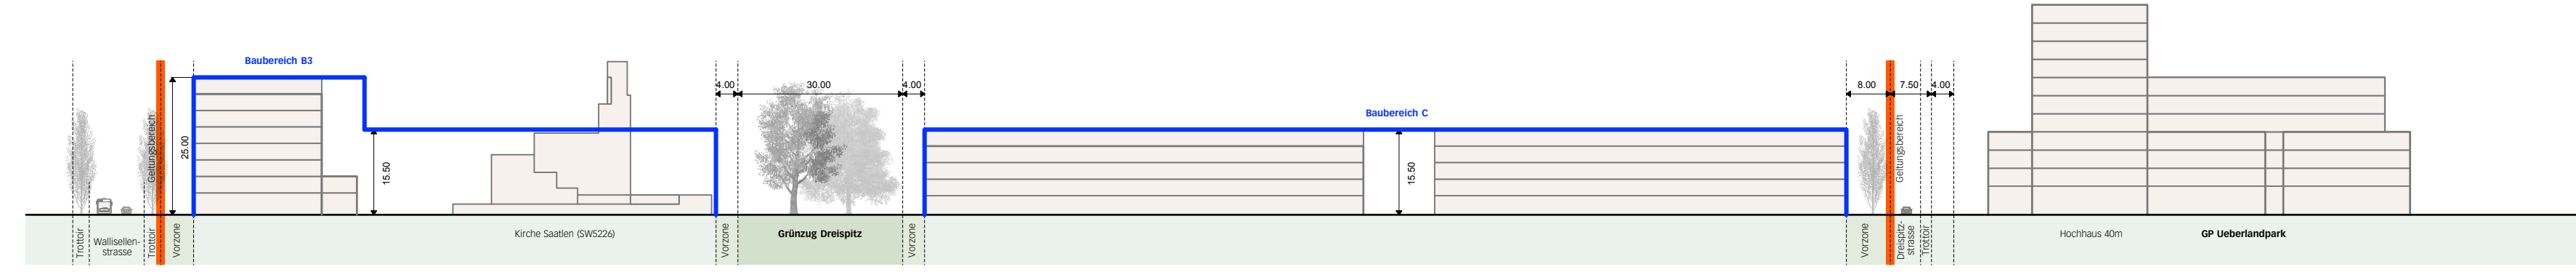 Baubereich B3
Geltungsbereich
25.00
15.50
4.00
30.00
4.00
Baubereich C
15.50
8.00
7.50
4.00
Geltungsbereich
Trottoir
Wallisellen-
strasse
Trottoir
Vorzone
Kirche Saatlen (SW5226)
Vorzone
Grünzug Dreispitz
Vorzone
Vorzone
Dreispitz-
strasse
Trottoir
Hochhaus 40m
GP Ueberlandpark